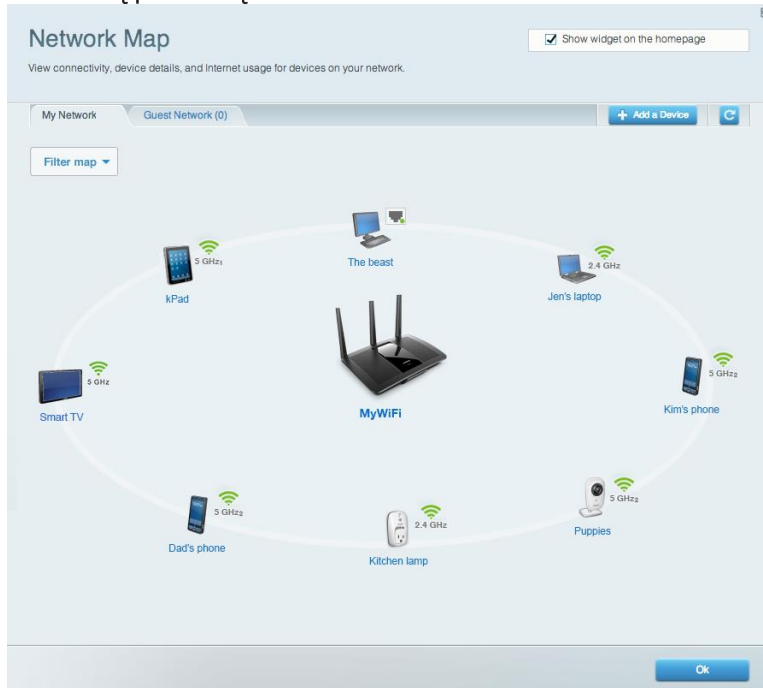 Network Map
Show widget on the homepage
View connectivity, device details, and Internet usage for devices on your network.
My Network
Guest Network (0)
Add a Device
Filter map
5 GHz₁
kPad
The beast
2.4 GHz
Jen's laptop
5 GHz
Smart TV
MyWiFi
5 GHz₂
Kim's phone
5 GHz₂
Dad's phone
2.4 GHz
Kitchen lamp
5 GHz₂
Puppies
Ok